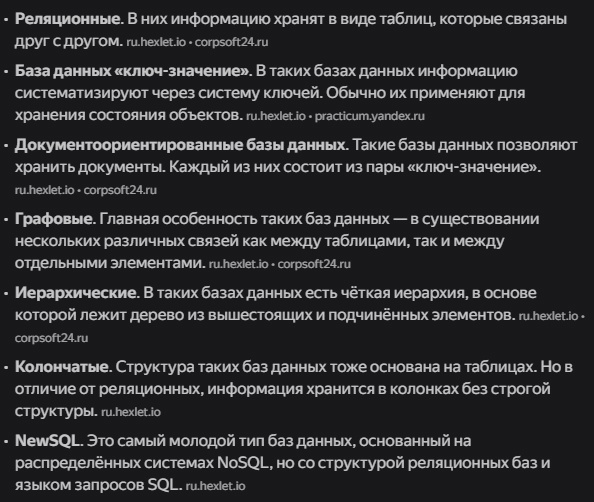 • Реляционные. В них информацию хранят в виде таблиц, которые связаны
друг с другом. ru.hexlet.io • corpsoft24.ru
• База данных «ключ-значение». В таких базах данных информацию
систематизируют через систему ключей. Обычно их применяют для
хранения состояния объектов. ru.hexlet.io • practicum.yandex.ru
• Документоориентированные базы данных. Такие базы данных позволяют
хранить документы. Каждый из них состоит из пары «ключ-значение».
ru.hexlet.io • corpsoft24.ru
• Графовые. Главная особенность таких баз данных — в существовании
нескольких различных связей как между таблицами, так и между
отдельными элементами. ru.hexlet.io • corpsoft24.ru
• Иерархические. В таких базах данных есть чёткая иерархия, в основе
которой лежит дерево из вышестоящих и подчинённых элементов. ru.hexlet.io •
corpsoft24.ru
• Колончатые. Структура таких баз данных тоже основана на таблицах. Но в
отличие от реляционных, информация хранится в колонках без строгой
структуры. ru.hexlet.io
• NewSQL. Это самый молодой тип баз данных, основанный на
распределённых системах NoSQL, но со структурой реляционных баз и
языком запросов SQL. ru.hexlet.io